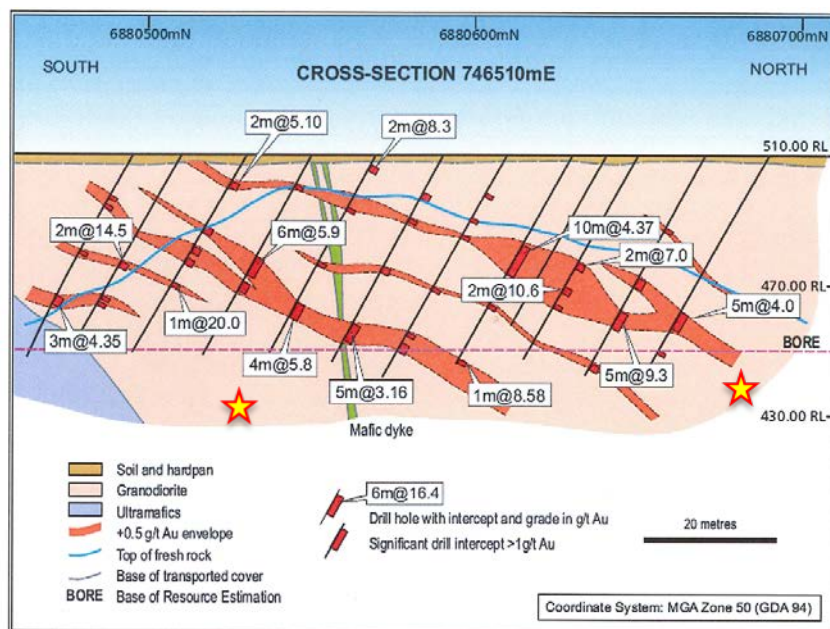 6880500mN 6880600mN 6880700mN
SOUTH CROSS-SECTION 746510mE NORTH
2m@5.10
2m@8.3
510.00 RL
2m@14.5
6m@5.9
10m@4.37
2m@7.0
2m@10.6
470.00 RL
1m@20.0
5m@4.0
3m@4.35
BORE
4m@5.8
5m@3.16
1m@8.58
5m@9.3
430.00 RL
Mafic dyke
Soil and hardpan
Granodiorite
Ultramafics
+0.5 g/t Au envelope
Top of fresh rock
Base of transported cover
BORE Base of Resource Estimation
6m@16.4
Drill hole with intercept and grade in g/t Au
Significant drill intercept >1g/t Au
20 metres
Coordinate System: MGA Zone 50 (GDA 94)